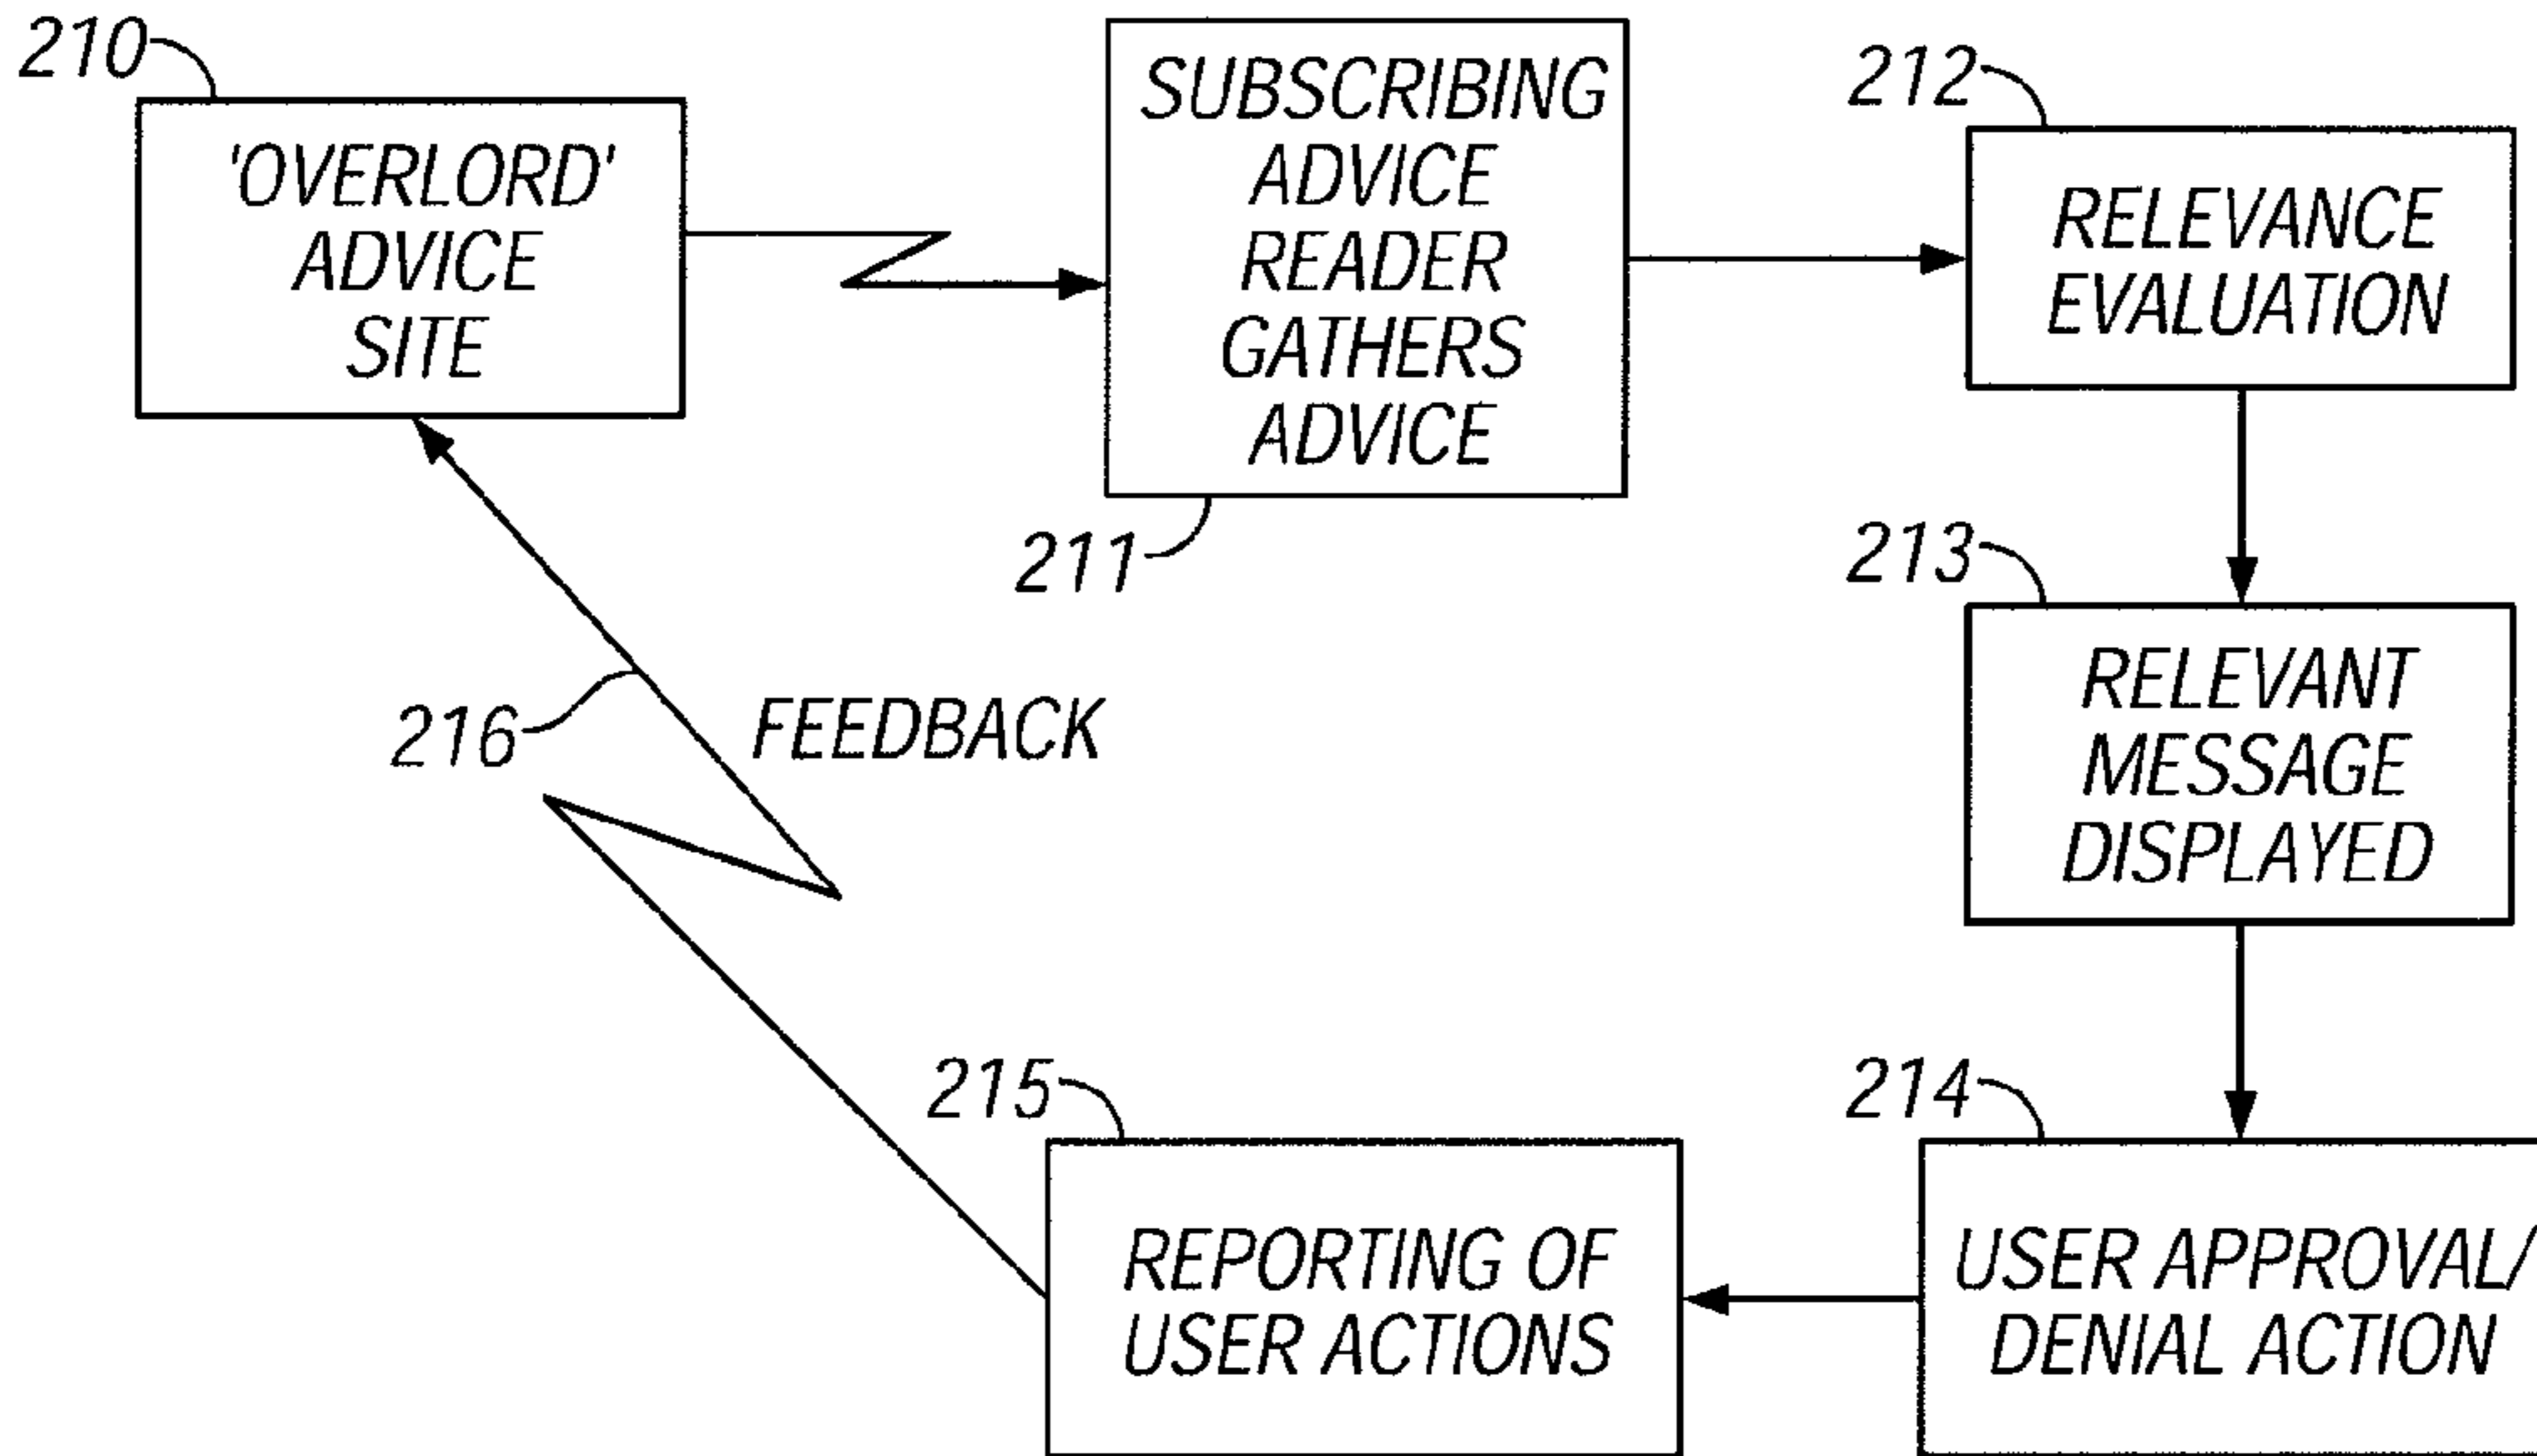 210
'OVERLORD'
ADVICE
SITE
SUBSCRIBING
ADVICE
READER
GATHERS
ADVICE
211
212
RELEVANCE
EVALUATION
213
RELEVANT
MESSAGE
DISPLAYED
214
USER APPROVAL/
DENIAL ACTION
215
REPORTING OF
USER ACTIONS
216
FEEDBACK